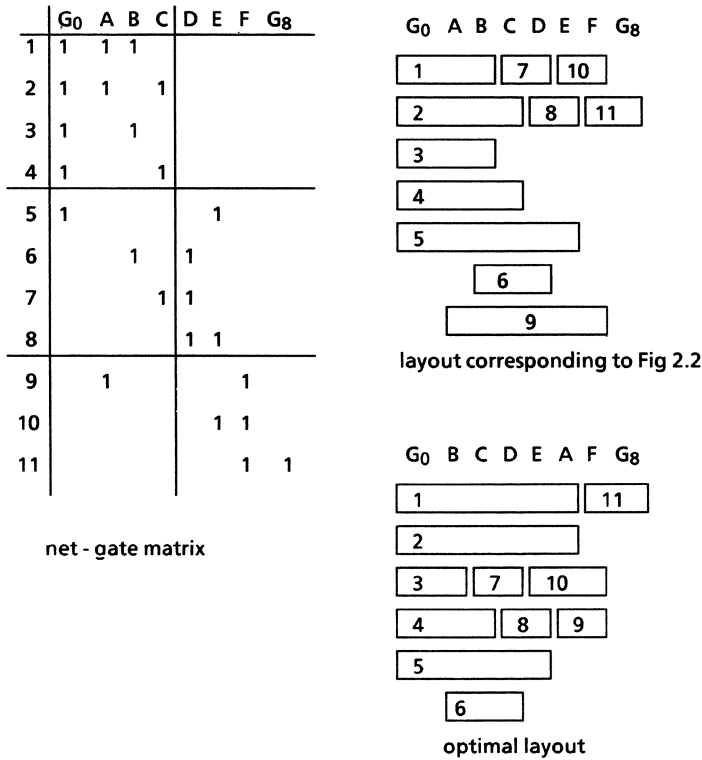 G0 A B C D E F G8
1 1 1 1
2 1 1 1
3 1 1
4 1 1
5 1 1
6 1 1
7 1 1
8 1 1
9 1 1
10 1 1
11 1 1
net - gate matrix
G0 A B C D E F G8
1 7 10
2 8 11
3
4
5
6
9
layout corresponding to Fig 2.2
G0 B C D E A F G8
1 11
2
3 7 10
4 8 9
5
6
optimal layout